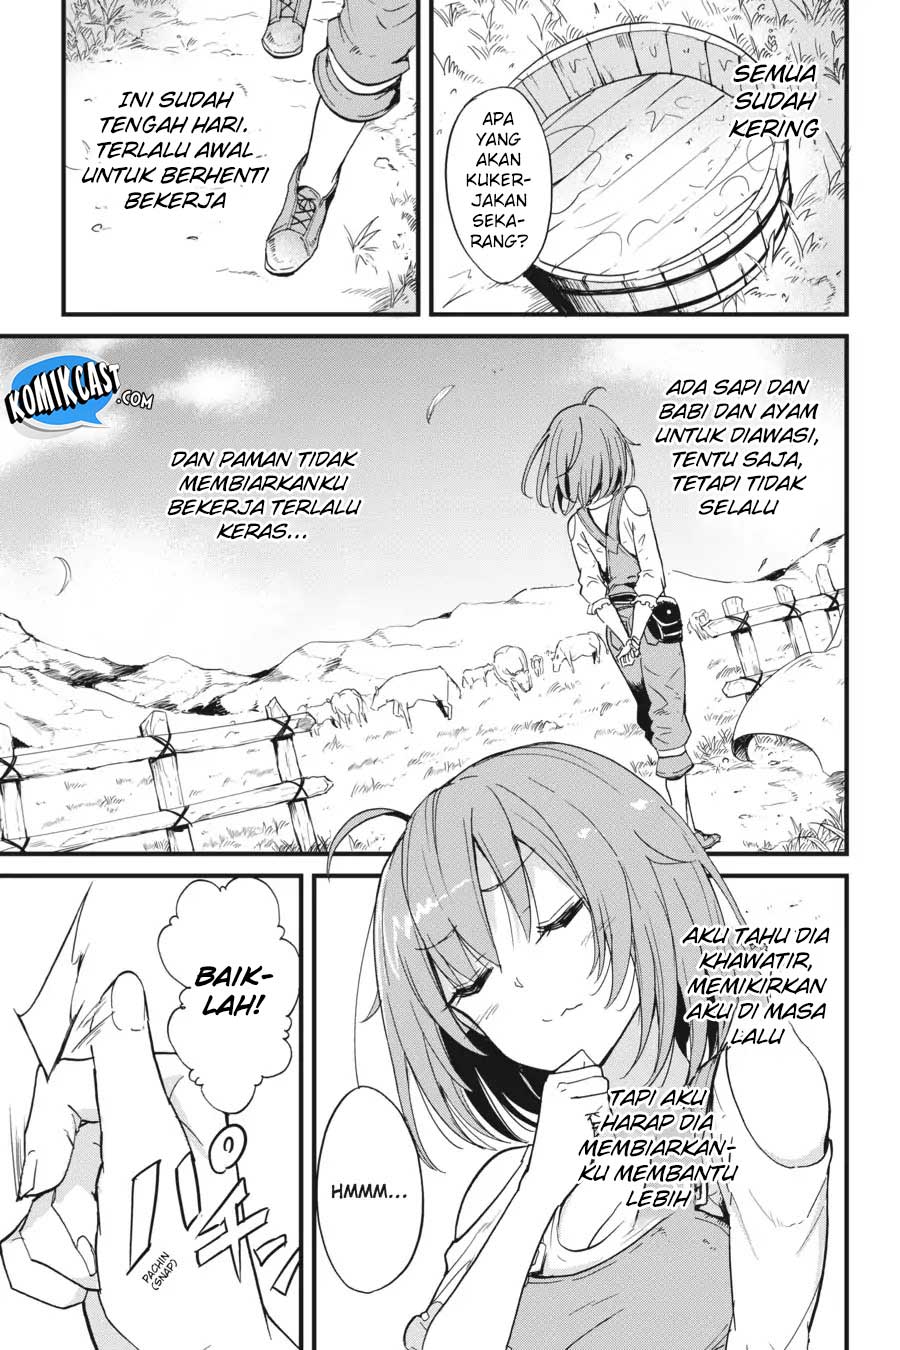 SEMUA
SUDAH
KERING
APA
YANG
AKAN
KUKER-
JAKAN
SEKA-
RANG?
INI SUDAH
TENGAH HARI.
TERLALU AWAL
UNTUK BERHENTI
BEKERJA
ADA SAPI DAN
BABI DAN AYAM
UNTUK DIAWASI,
TENTU SAJA,
TETAPI TIDAK
SELALU
DAN PAMAN TIDAK
MEMBIARKANKU
BEKERJA TERLALU
KERAS...
KOMIKCAST
.COM
AKU TAHU DIA
KHAWATIR,
MEMIKIRKAN
AKU DI MASA
LALU
TAPI AKU
HARAP DIA
MEMBIARKAN-
KU MEMBANTU
LEBIH
HMMM...
BAIK-
LAH!
パチン
PACHIN
(SNAP)